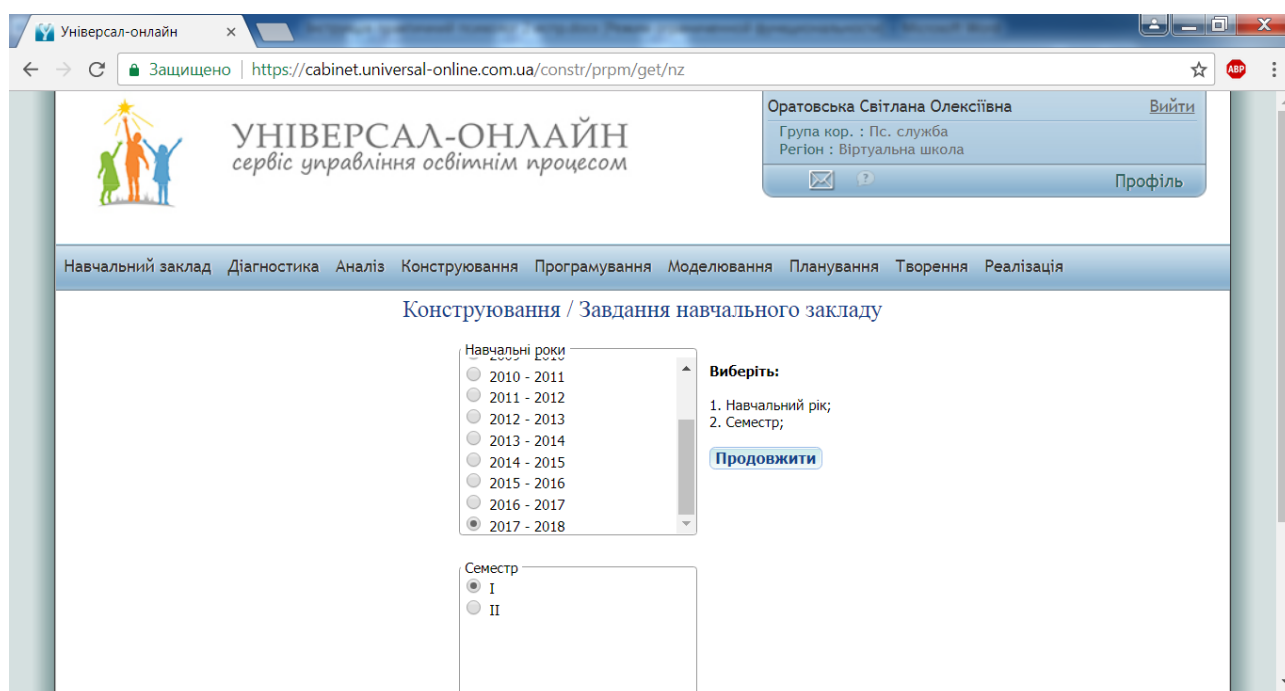 Універсал-онлайн
Защищено | https://cabinet.universal-online.com.ua/constr/prpm/get/nz
ABP
УНІВЕРСАЛ-ОНЛАЙН
сервіс управління освітнім процесом
Оратовська Світлана Олексіївна Вийти
Група кор. : Пс. служба
Регіон : Віртуальна школа
Профіль
Навчальний заклад Діагностика Аналіз Конструювання Програмування Моделювання Планування Творення Реалізація
Конструювання / Завдання навчального закладу
Навчальні роки
2009 - 2010
2010 - 2011
2011 - 2012
2012 - 2013
2013 - 2014
2014 - 2015
2015 - 2016
2016 - 2017
2017 - 2018
Виберіть:
1. Навчальний рік;
2. Семестр;
Продовжити
Семестр
I
II